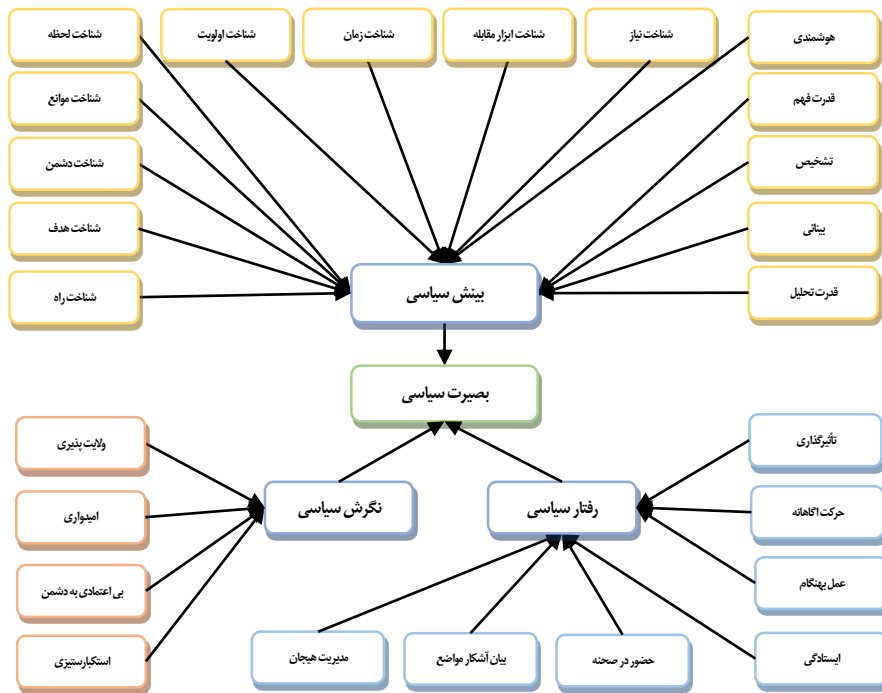 هوشمندی
شناخت نیاز
شناخت ابزار مقابله
شناخت زمان
شناخت اولویت
شناخت لحظه
قدرت فهم
شناخت موانع
تشخیص
شناخت دشمن
بینائی
شناخت هدف
قدرت تحلیل
شناخت راه
بینش سیاسی
بصیرت سیاسی
تأثیرگذاری
ولایت پذیری
رفتار سیاسی
نگرش سیاسی
حرکت اگاهانه
امیدواری
عمل بهنگام
بی اعتمادی به دشمن
ایستادگی
حضور در صحنه
بیان آشکار مواضع
مدیریت هیجان
استکبارستیزی